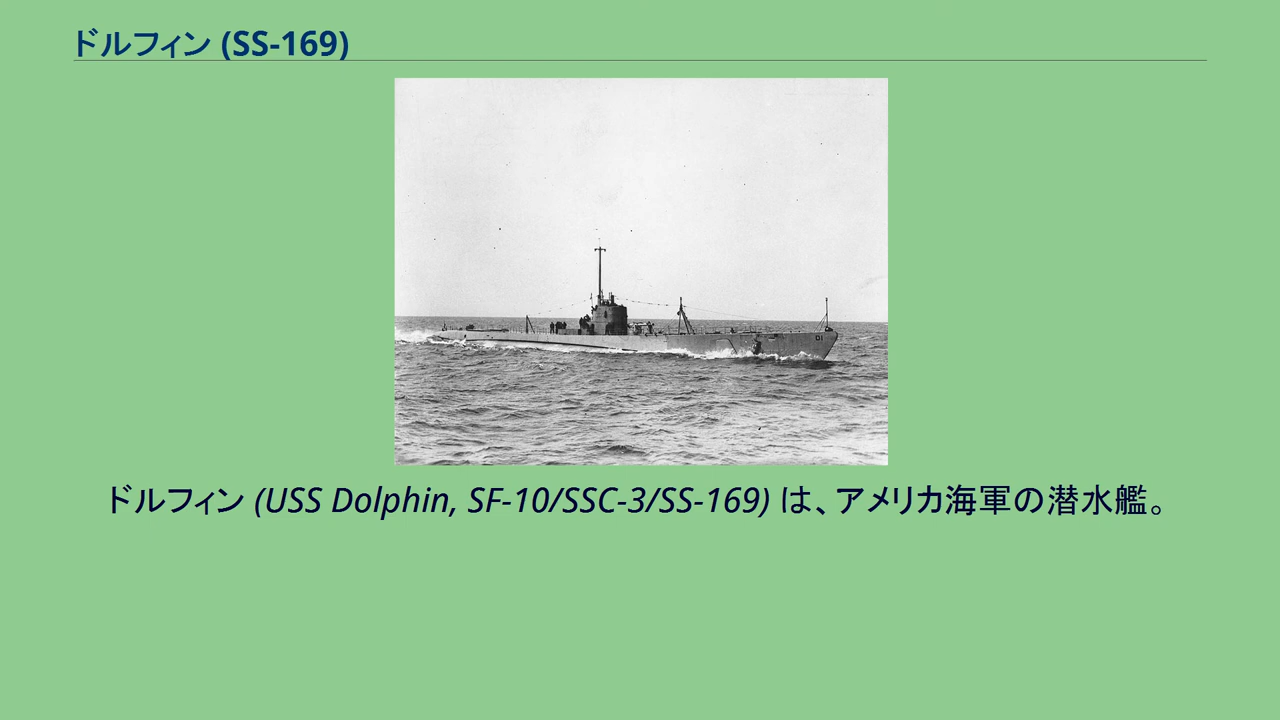 ドルフィン (SS-169)
D1
ドルフィン (USS Dolphin, SF-10/SSC-3/SS-169) は、アメリカ海軍の潜水艦。